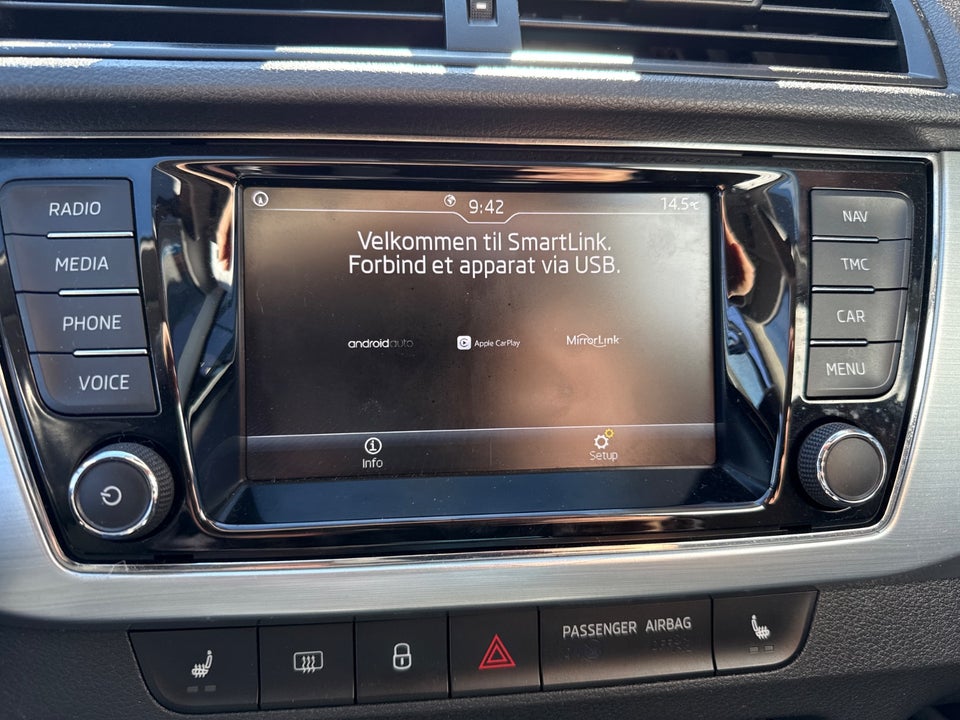 9:42
14.5°C
Velkommen til SmartLink.
Forbind et apparat via USB.
androidauto
Apple CarPlay
MirrorLink
Info
Setup
RADIO
MEDIA
PHONE
VOICE
NAV
TMC
CAR
MENU
PASSENGER AIRBAG